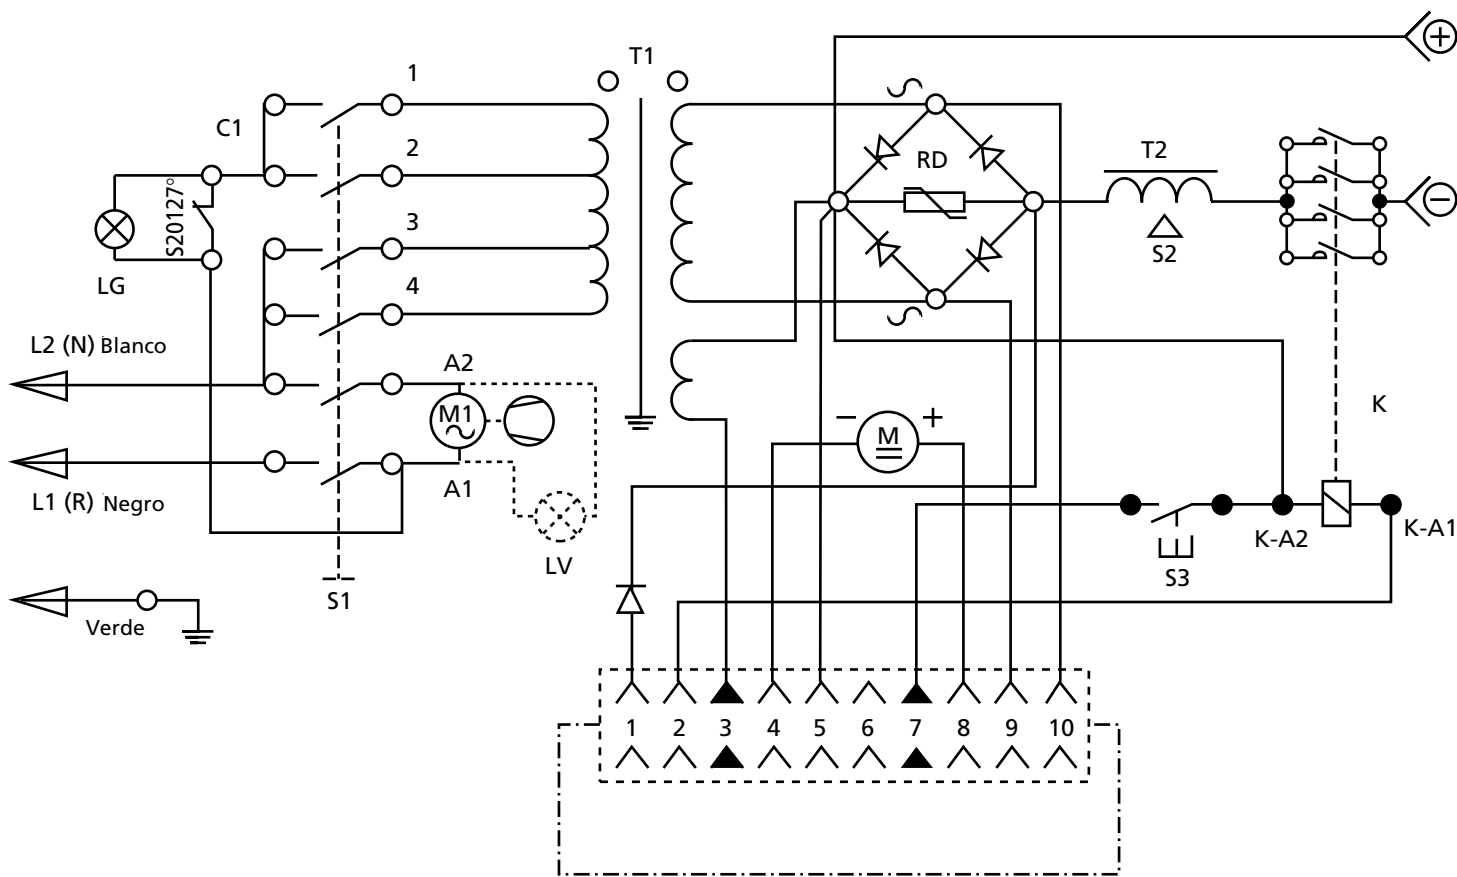 T1
1
C1
2
RD
T2
S20127°
3
S2
LG
4
L2 (N) Blanco
A2
K
M1
− M +
L1 (R) Negro
A1
K-A2
K-A1
LV
S3
S1
Verde
1 2 3 4 5 6 7 8 9 10